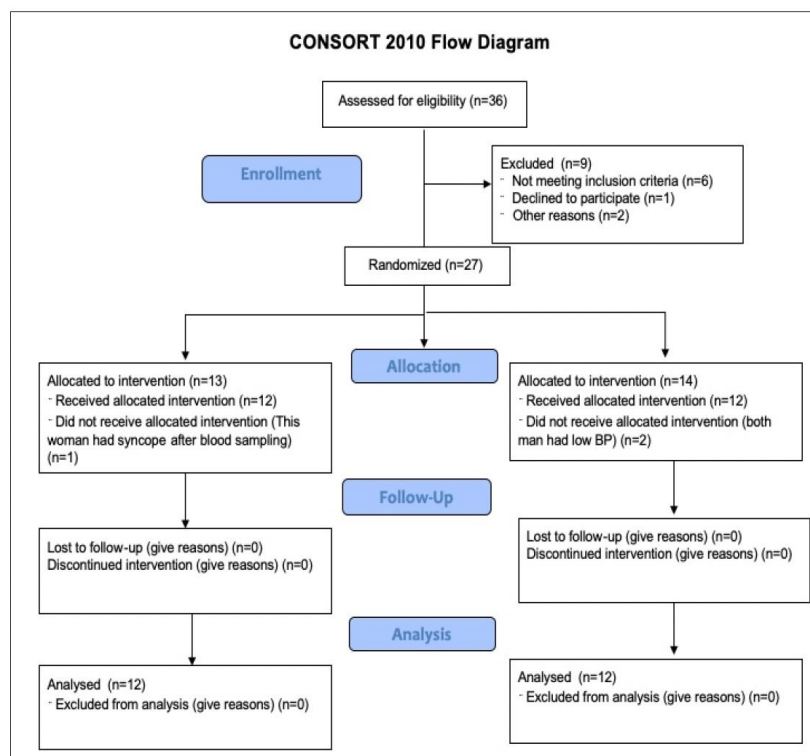 CONSORT 2010 Flow Diagram
Assessed for eligibility (n=36)
Enrollment
Excluded (n=9)
- Not meeting inclusion criteria (n=6)
- Declined to participate (n=1)
- Other reasons (n=2)
Randomized (n=27)
Allocation
Allocated to intervention (n=13)
- Received allocated intervention (n=12)
- Did not receive allocated intervention (This
woman had syncope after blood sampling)
(n=1)
Allocated to intervention (n=14)
- Received allocated intervention (n=12)
- Did not receive allocated intervention (both
man had low BP) (n=2)
Follow-Up
Lost to follow-up (give reasons) (n=0)
Discontinued intervention (give reasons) (n=0)
Lost to follow-up (give reasons) (n=0)
Discontinued intervention (give reasons) (n=0)
Analysis
Analysed (n=12)
- Excluded from analysis (give reasons) (n=0)
Analysed (n=12)
- Excluded from analysis (give reasons) (n=0)